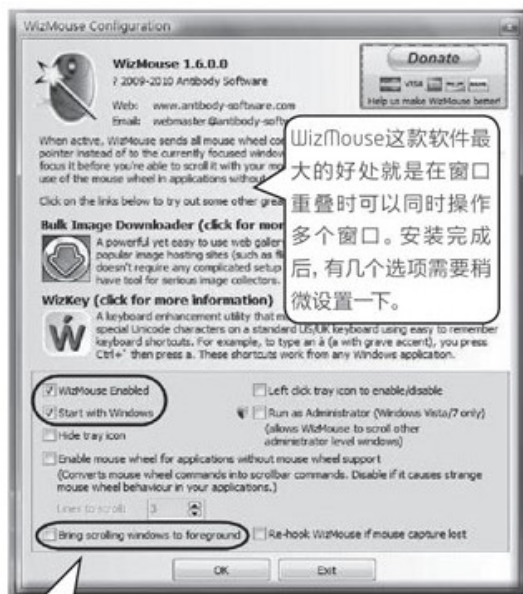 WizMouse Configuration
WizMouse 1.6.0.0
? 2009-2010 Antibody Software
Web: www.antibody-software.com
Email: webmaster@antibody-soft
Donate
VISA
Help us make WizMouse better!
When active, WizMouse sends all mouse wheel co
pointer instead of to the currently focused window
focus it before you're able to scroll it with your mo
use of the mouse wheel in applications without
Click on the links below to try out some other grea
WizMouse这款软件最
大的好处就是在窗口
重叠时可以同时操作
多个窗口。安装完成
后,有几个选项需要稍
微设置一下。
Bulk Image Downloader (click for mor
A powerful yet easy to use web galler
popular image hosting sites (such as fl
doesn't require any complicated setup
have tool for serious image collectors.
WizKey (click for more information)
A keyboard enhancement utility that m
special Unicode characters on a standard US/UK keyboard using easy to remember
keyboard shortcuts. For example, to type an à (a with grave accent), you press
Ctrl+` then press a. These shortcuts work from any Windows application.
WizMouse Enabled
Left click tray icon to enable/disable
Start with Windows
Run as Administrator (Windows Vista/7 only)
(allows WizMouse to scroll other
administrator level windows)
Hide tray icon
Enable mouse wheel for applications without mouse wheel support
(Converts mouse wheel commands into scrollbar commands. Disable if it causes strange
mouse wheel behaviour in your applications.)
Lines to scroll: 3
Bring scrolling windows to foreground
Re-hook WizMouse if mouse capture lost
OK
Exit